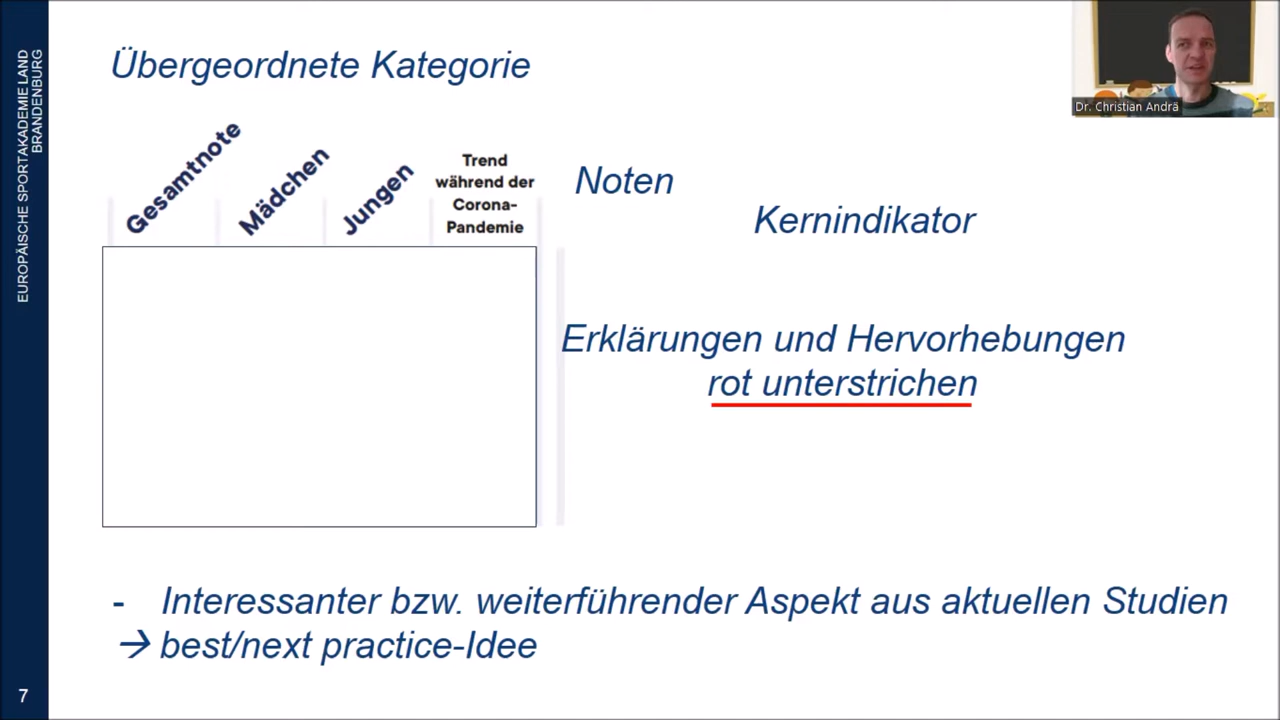 EUROPÄISCHE SPORTAKADEMIE LAND
BRANDENBURG
Übergeordnete Kategorie
Dr. Christian Andrä
Gesamtnote
Mädchen
Jungen
Trend
während der
Corona-
Pandemie
Noten
Kernindikator
Erklärungen und Hervorhebungen
rot unterstrichen
- Interessanter bzw. weiterführender Aspekt aus aktuellen Studien
→ best/next practice-Idee
7